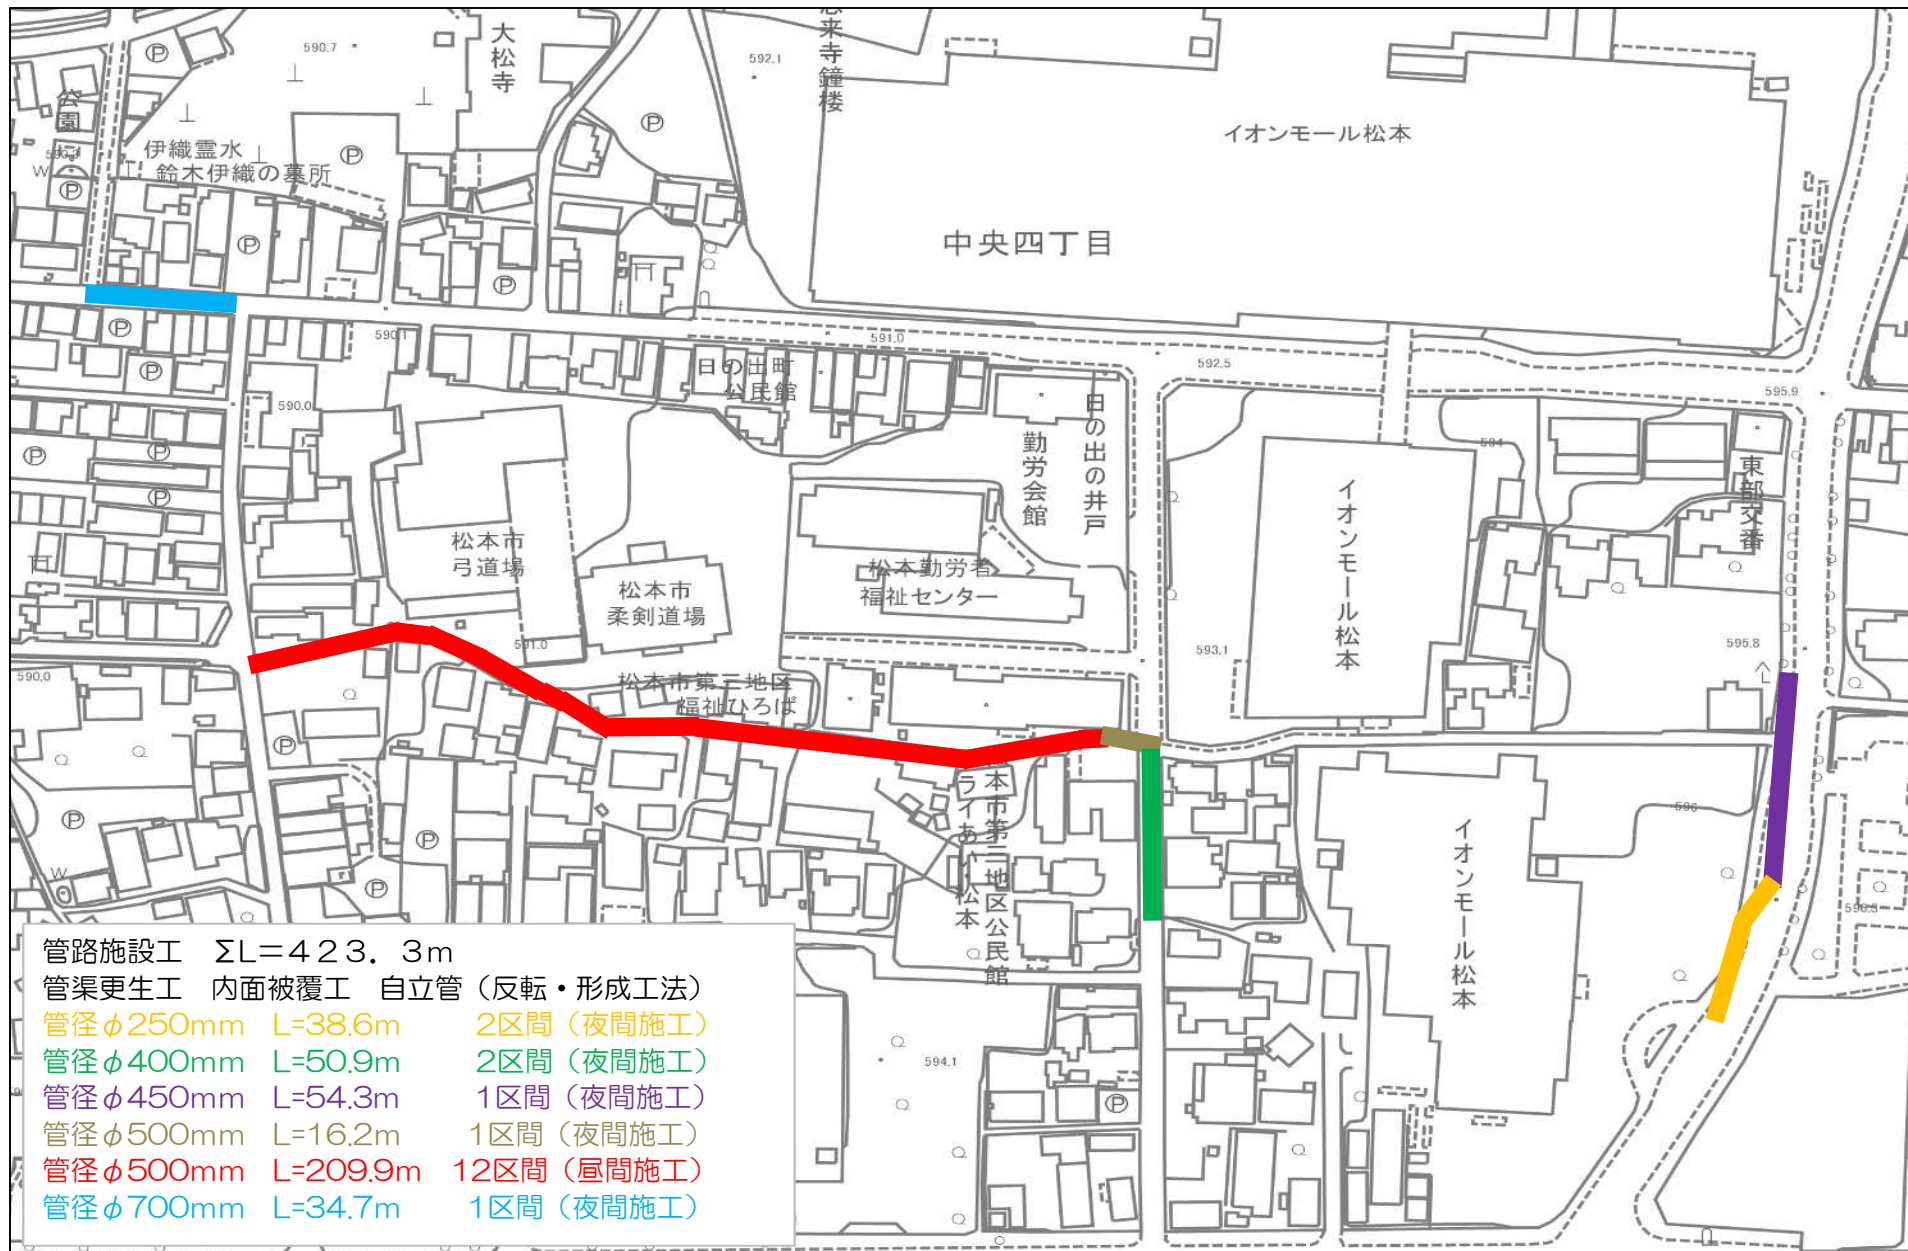 大松寺
590.7
592.1
来寺鐘楼
公園
イオンモール松本
伊織霊水
鈴木伊織の墓所
590.3
W
中央四丁目
590.1
591.0
592.5
595.9
日の出町
公民館
590.0
日の出の井戸
勤労会館
594
東部交番
イオンモール松本
松本市
弓道場
松本市
柔剣道場
松本勤労者
福祉センター
591.0
593.1
595.8
590.0
松本市第三地区
福祉ひろば
本市第三地区公民館
ライあい・松本
596
イオンモール松本
W
596.3
594.1
管路施設工 ΣL=423.3m
管渠更生工 内面被覆工 自立管(反転・形成工法)
管径φ250mm L=38.6m 2区間(夜間施工)
管径φ400mm L=50.9m 2区間(夜間施工)
管径φ450mm L=54.3m 1区間(夜間施工)
管径φ500mm L=16.2m 1区間(夜間施工)
管径φ500mm L=209.9m 12区間(昼間施工)
管径φ700mm L=34.7m 1区間(夜間施工)